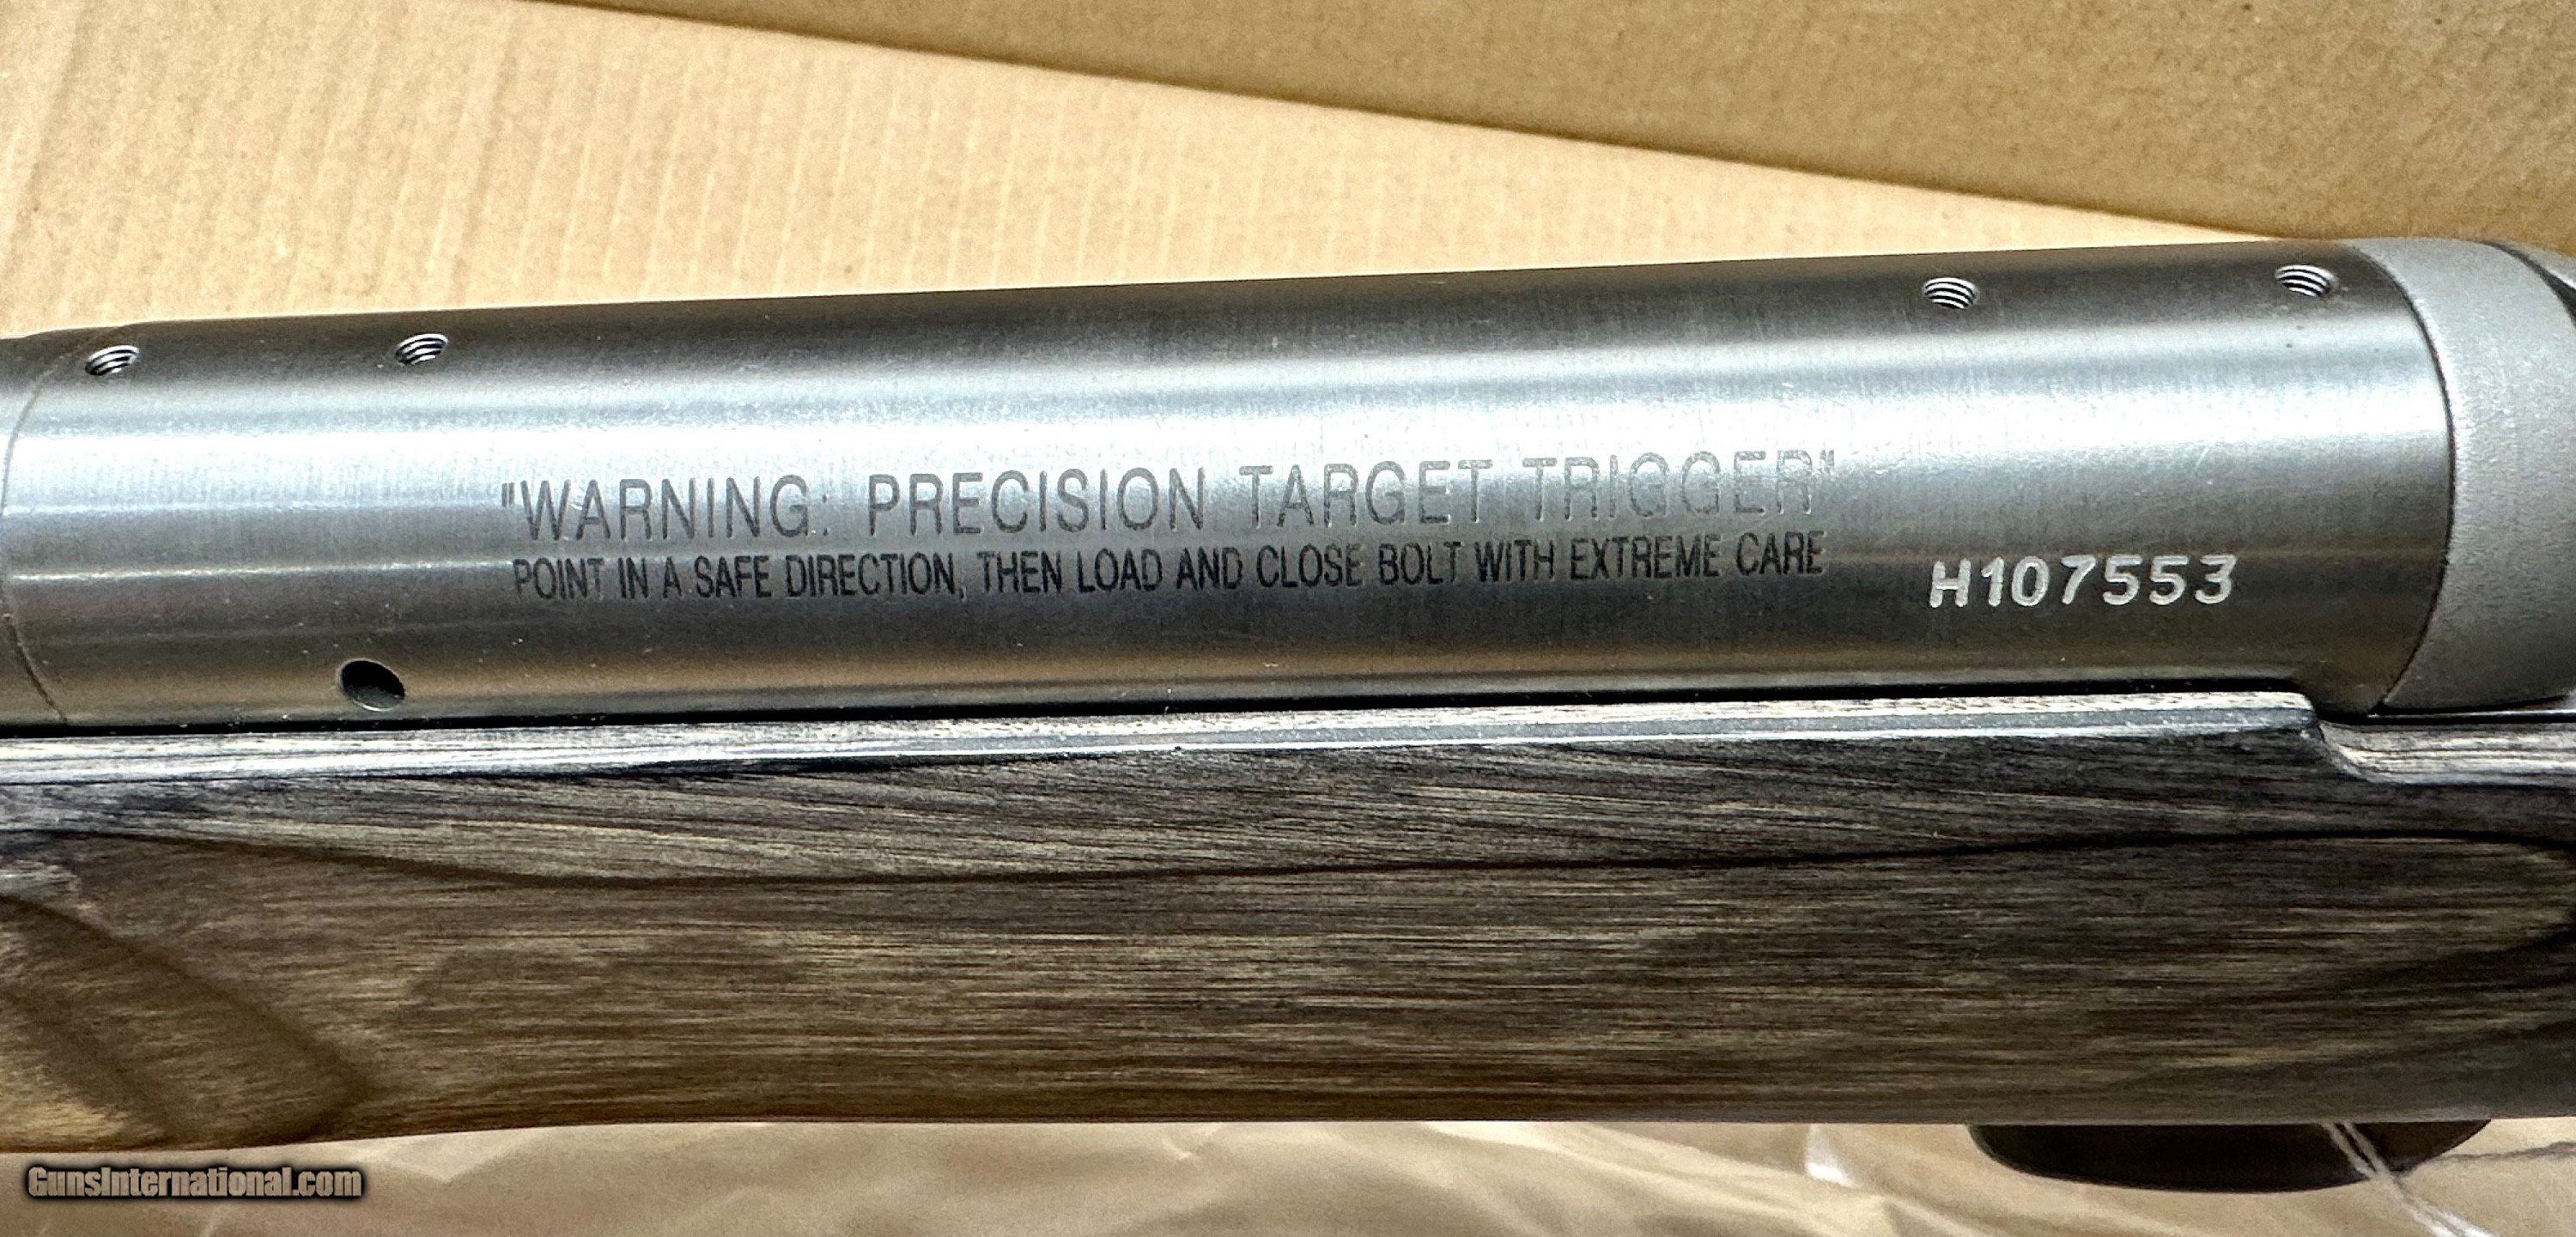 "WARNING: PRECISION TARGET TRIGGER"
POINT IN A SAFE DIRECTION, THEN LOAD AND CLOSE BOLT WITH EXTREME CARE
H107553
GunsInternational.com